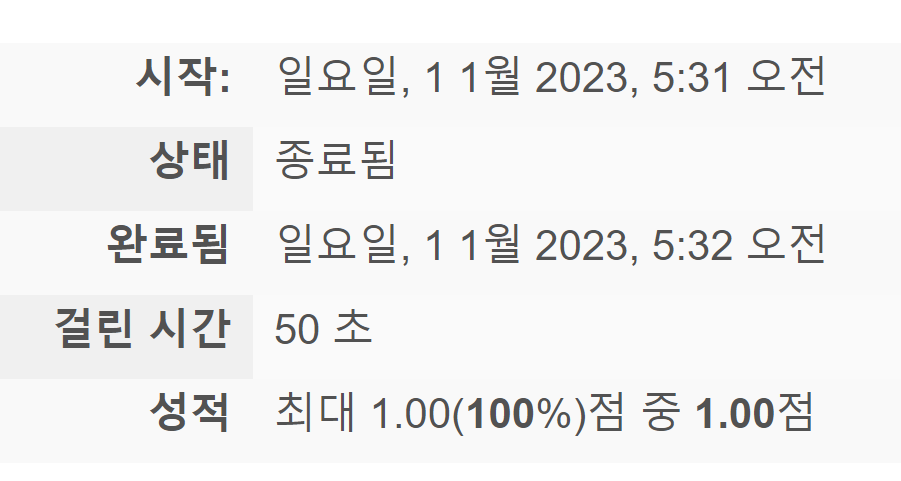 시작: 일요일, 1 1월 2023, 5:31 오전
상태 종료됨
완료됨 일요일, 1 1월 2023, 5:32 오전
걸린 시간 50 초
성적 최대 1.00(100%)점 중 1.00점